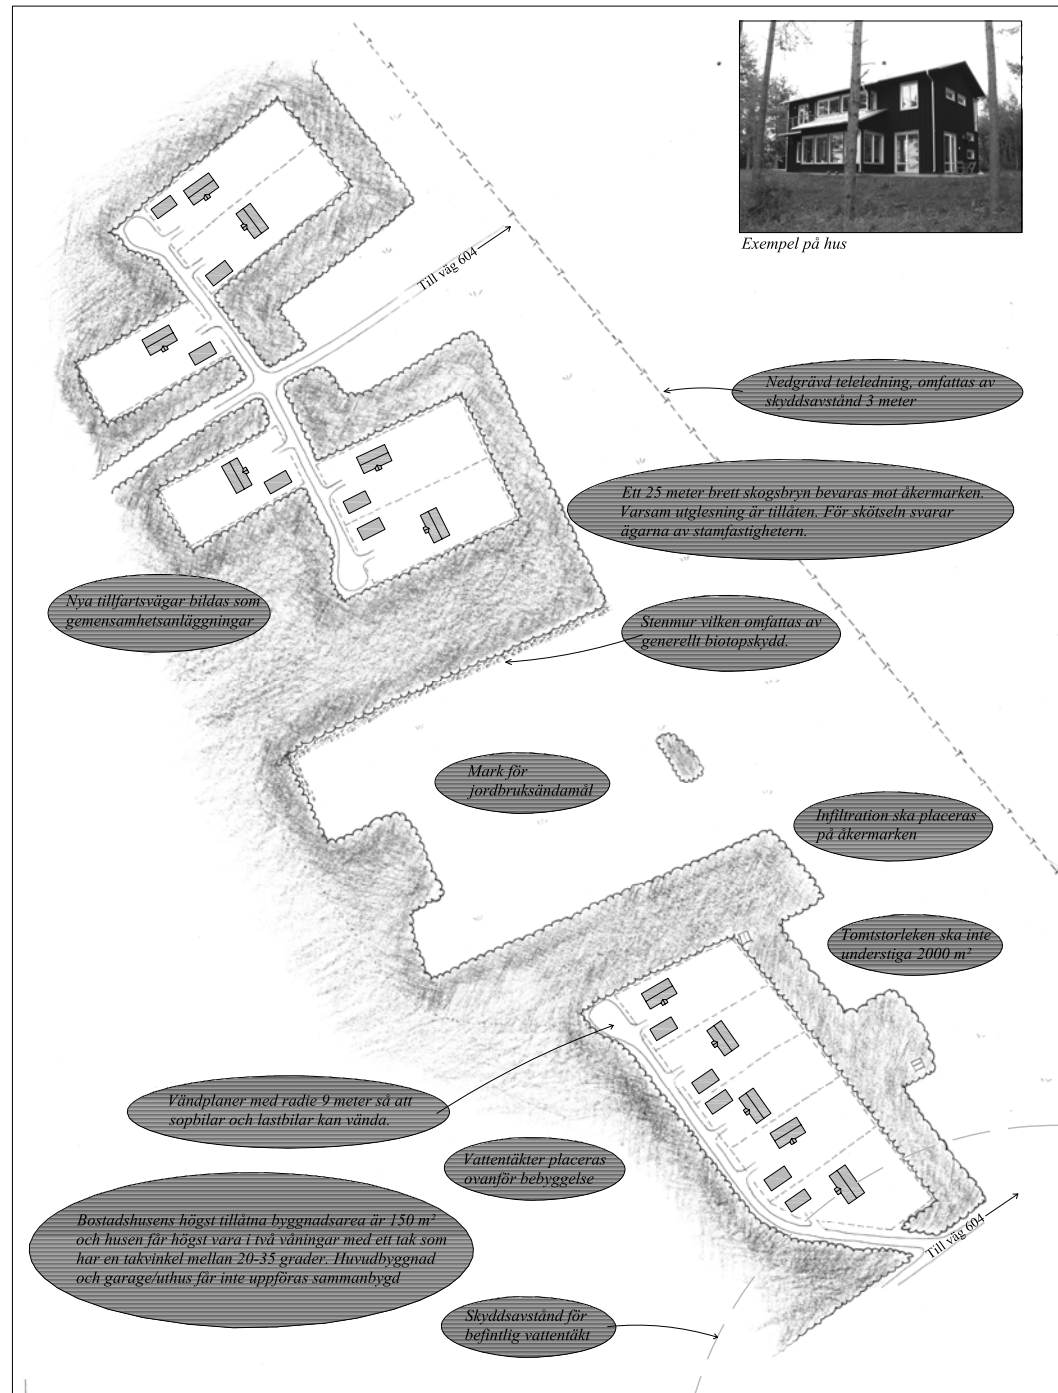 Exempel på hus
Till väg 604
Nedgrävd teleledning, omfattas av
skyddsavstånd 3 meter
Ett 25 meter brett skogsbryn bevaras mot åkermarken.
Varsam utglesning är tillåten. För skötseln svarar
ägarna av stamfastighetern.
Nya tillfartsvägar bildas som
gemensamhetsanläggningar
Stenmur vilken omfattas av
generellt biotopskydd.
Mark för
jordbruksändamål
Infiltration ska placeras
på åkermarken
Tomtstorleken ska inte
understiga 2000 m²
Vändplaner med radie 9 meter så att
sopbilar och lastbilar kan vända.
Vattentäkter placeras
ovanför bebyggelse
Bostadshusens högst tillåtna byggnadsarea är 150 m²
och husen får högst vara i två våningar med ett tak som
har en takvinkel mellan 20-35 grader. Huvudbyggnad
och garage/uthus får inte uppföras sammanbygd
Till väg 604
Skyddsavstånd för
befintlig vattentäkt